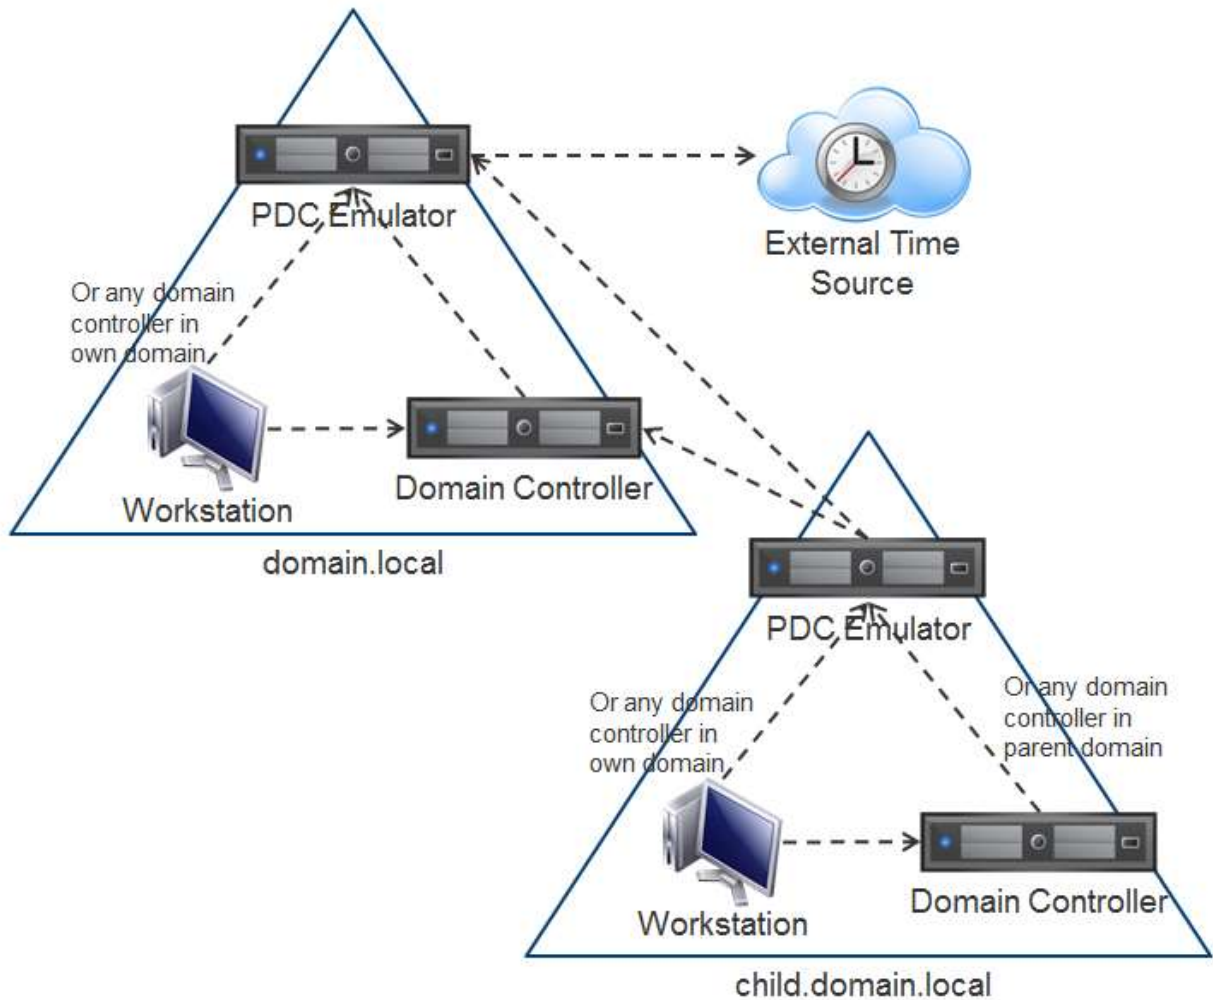 PDC Emulator
External Time
Source
Or any domain
controller in
own domain
Domain Controller
Workstation
domain.local
PDC Emulator
Or any domain
controller in
own domain
Or any domain
controller in
parent domain
Domain Controller
Workstation
child.domain.local